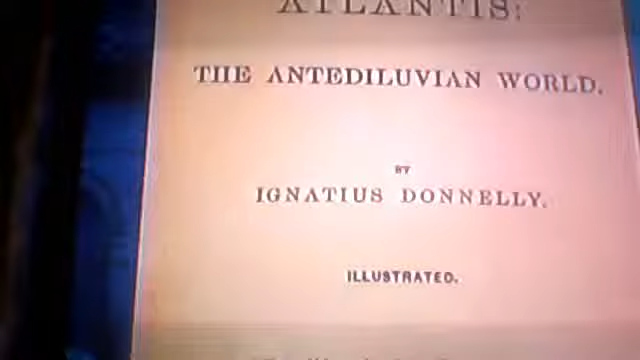 ATLANTIS:
THE ANTEDILUVIAN WORLD.
BY
IGNATIUS DONNELLY.
ILLUSTRATED.